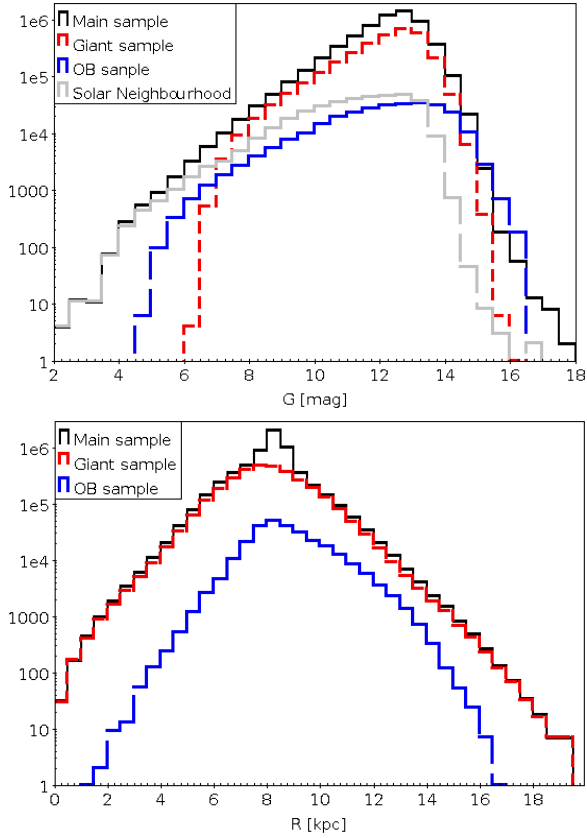 1e6
1e5
1e4
1000
100
10
1
Main sample
Giant sample
OB sanple
Solar Neighbourhood
2 4 6 8 10 12 14 16 18
G [mag]
1e6
1e5
1e4
1000
100
10
1
Main sample
Giant sample
OB sample
0 2 4 6 8 10 12 14 16 18
R [kpc]